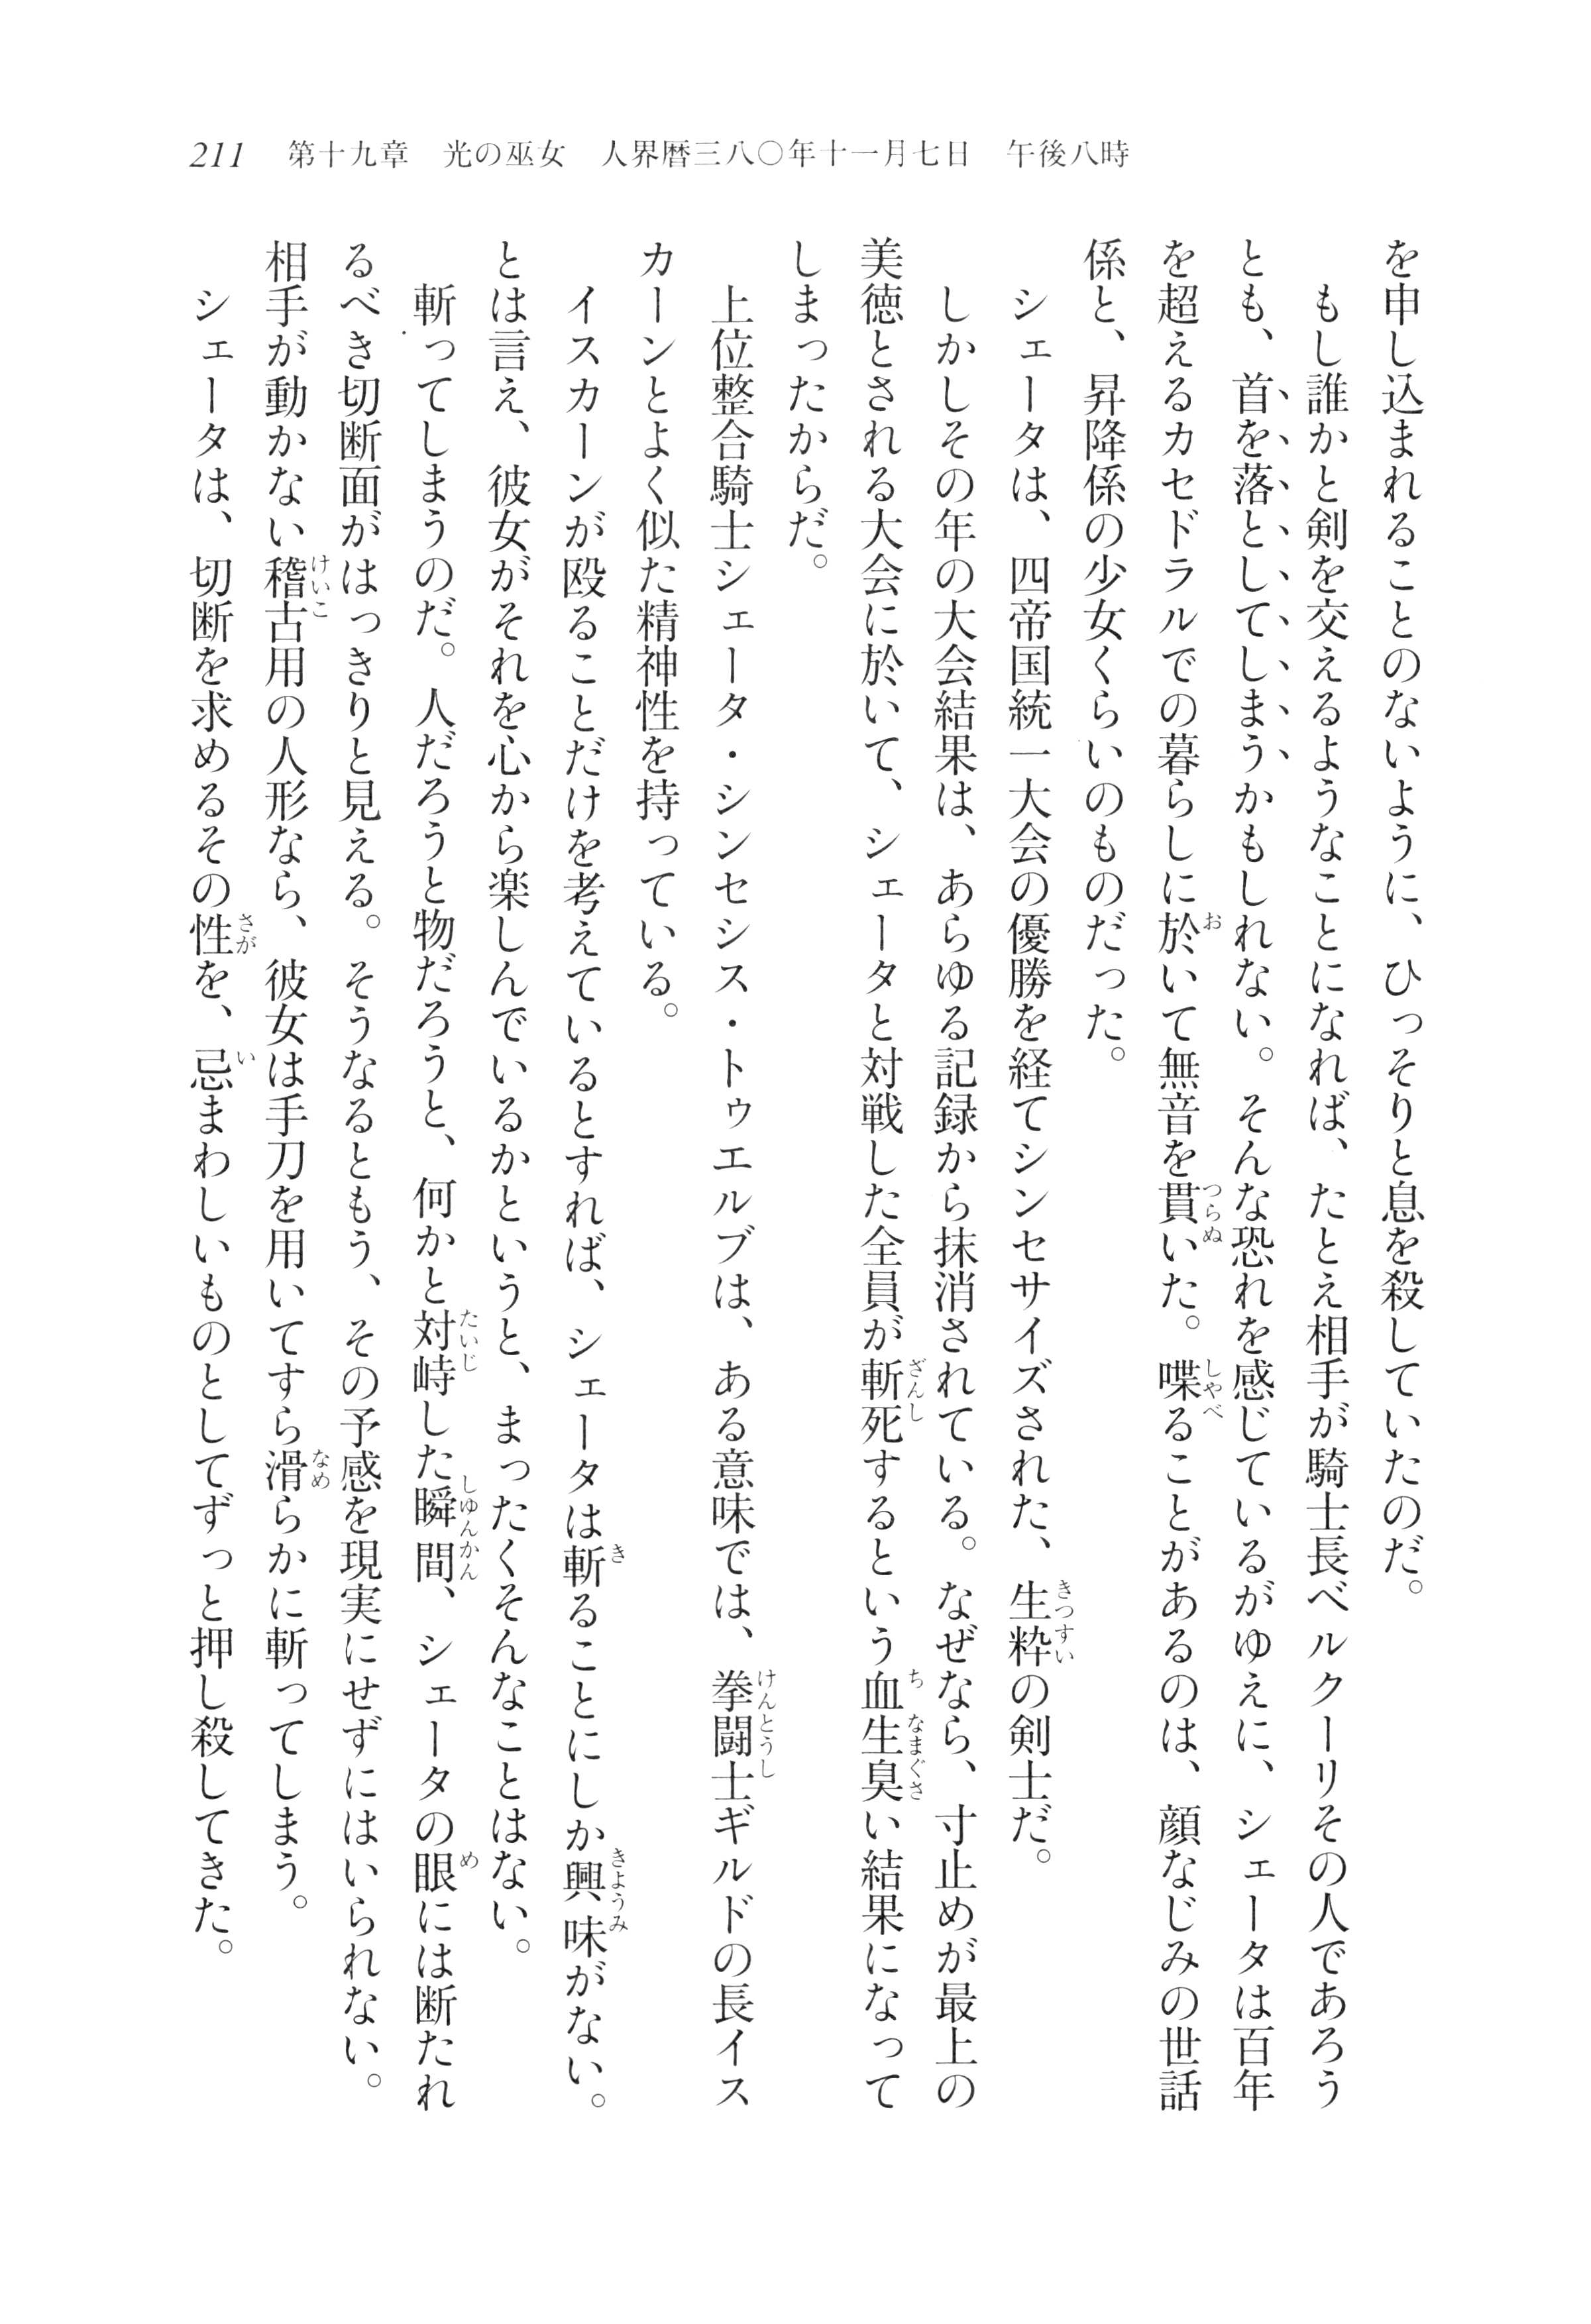 211　第十九章　光の巫女　人界暦三八〇年十一月七日　午後八時
を申し込まれることのないように、ひっそりと息を殺していたのだ。
　もし誰かと剣を交えるようなことになれば、たとえ相手が騎士長ベルクーリその人であろう
とも、首を落としてしまうかもしれない。そんな恐れを感じているがゆえに、シェータは百年
を超えるカセドラルでの暮らしに於いて無音を貫いた。喋ることがあるのは、顔なじみの世話
係と、昇降係の少女くらいのものだった。
　シェータは、四帝国統一大会の優勝を経てシンセサイズされた、生粋の剣士だ。
　しかしその年の大会結果は、あらゆる記録から抹消されている。なぜなら、寸止めが最上の
美徳とされる大会に於いて、シェータと対戦した全員が斬死するという血生臭い結果になって
しまったからだ。
　上位整合騎士シェータ・シンセシス・トゥエルブは、ある意味では、拳闘士ギルドの長イス
カーンとよく似た精神性を持っている。
　イスカーンが殴ることだけを考えているとすれば、シェータは斬ることにしか興味がない。
とは言え、彼女がそれを心から楽しんでいるかというと、まったくそんなことはない。
　斬ってしまうのだ。人だろうと物だろうと、何かと対峙した瞬間、シェータの眼には断たれ
るべき切断面がはっきりと見える。そうなるともう、その予感を現実にせずにはいられない。
相手が動かない稽古用の人形なら、彼女は手刀を用いてすら滑らかに斬ってしまう。
　シェータは、切断を求めるその性を、忌まわしいものとしてずっと押し殺してきた。